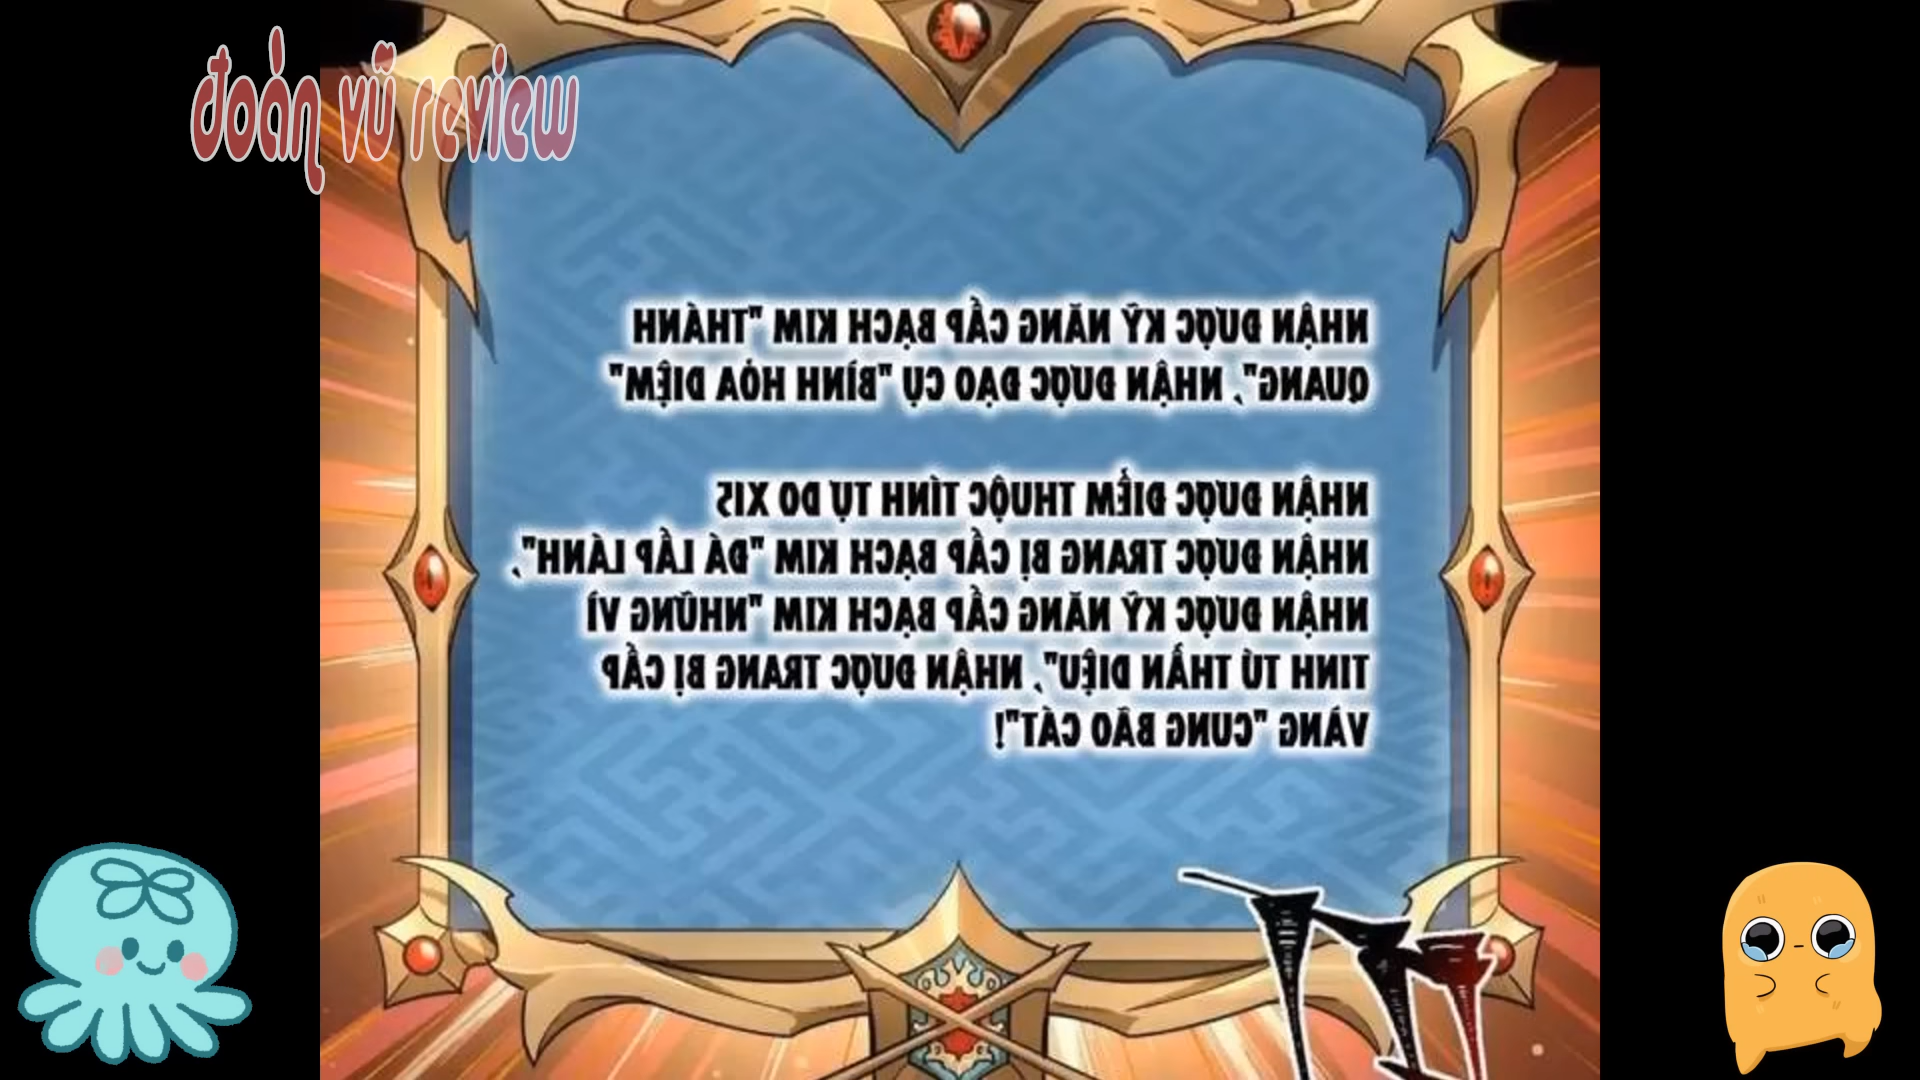 đoản vũ review
NHẬN ĐƯỢC KỸ NĂNG CẤP BẠCH KIM "THÁNH
QUANG", NHẬN ĐƯỢC ĐẠO CỤ "BÌNH HỎA DIỆM"
NHẬN ĐƯỢC ĐIỂM THUỘC TÍNH TỰ DO X15
NHẬN ĐƯỢC TRANG BỊ CẤP BẠCH KIM "ĐÁ LẤP LÁNH",
NHẬN ĐƯỢC KỸ NĂNG CẤP BẠCH KIM "NHỮNG VÌ
TINH TÚ THẦN DIỆU", NHẬN ĐƯỢC TRANG BỊ CẤP
VÀNG "CUNG BÃO CÁT"!